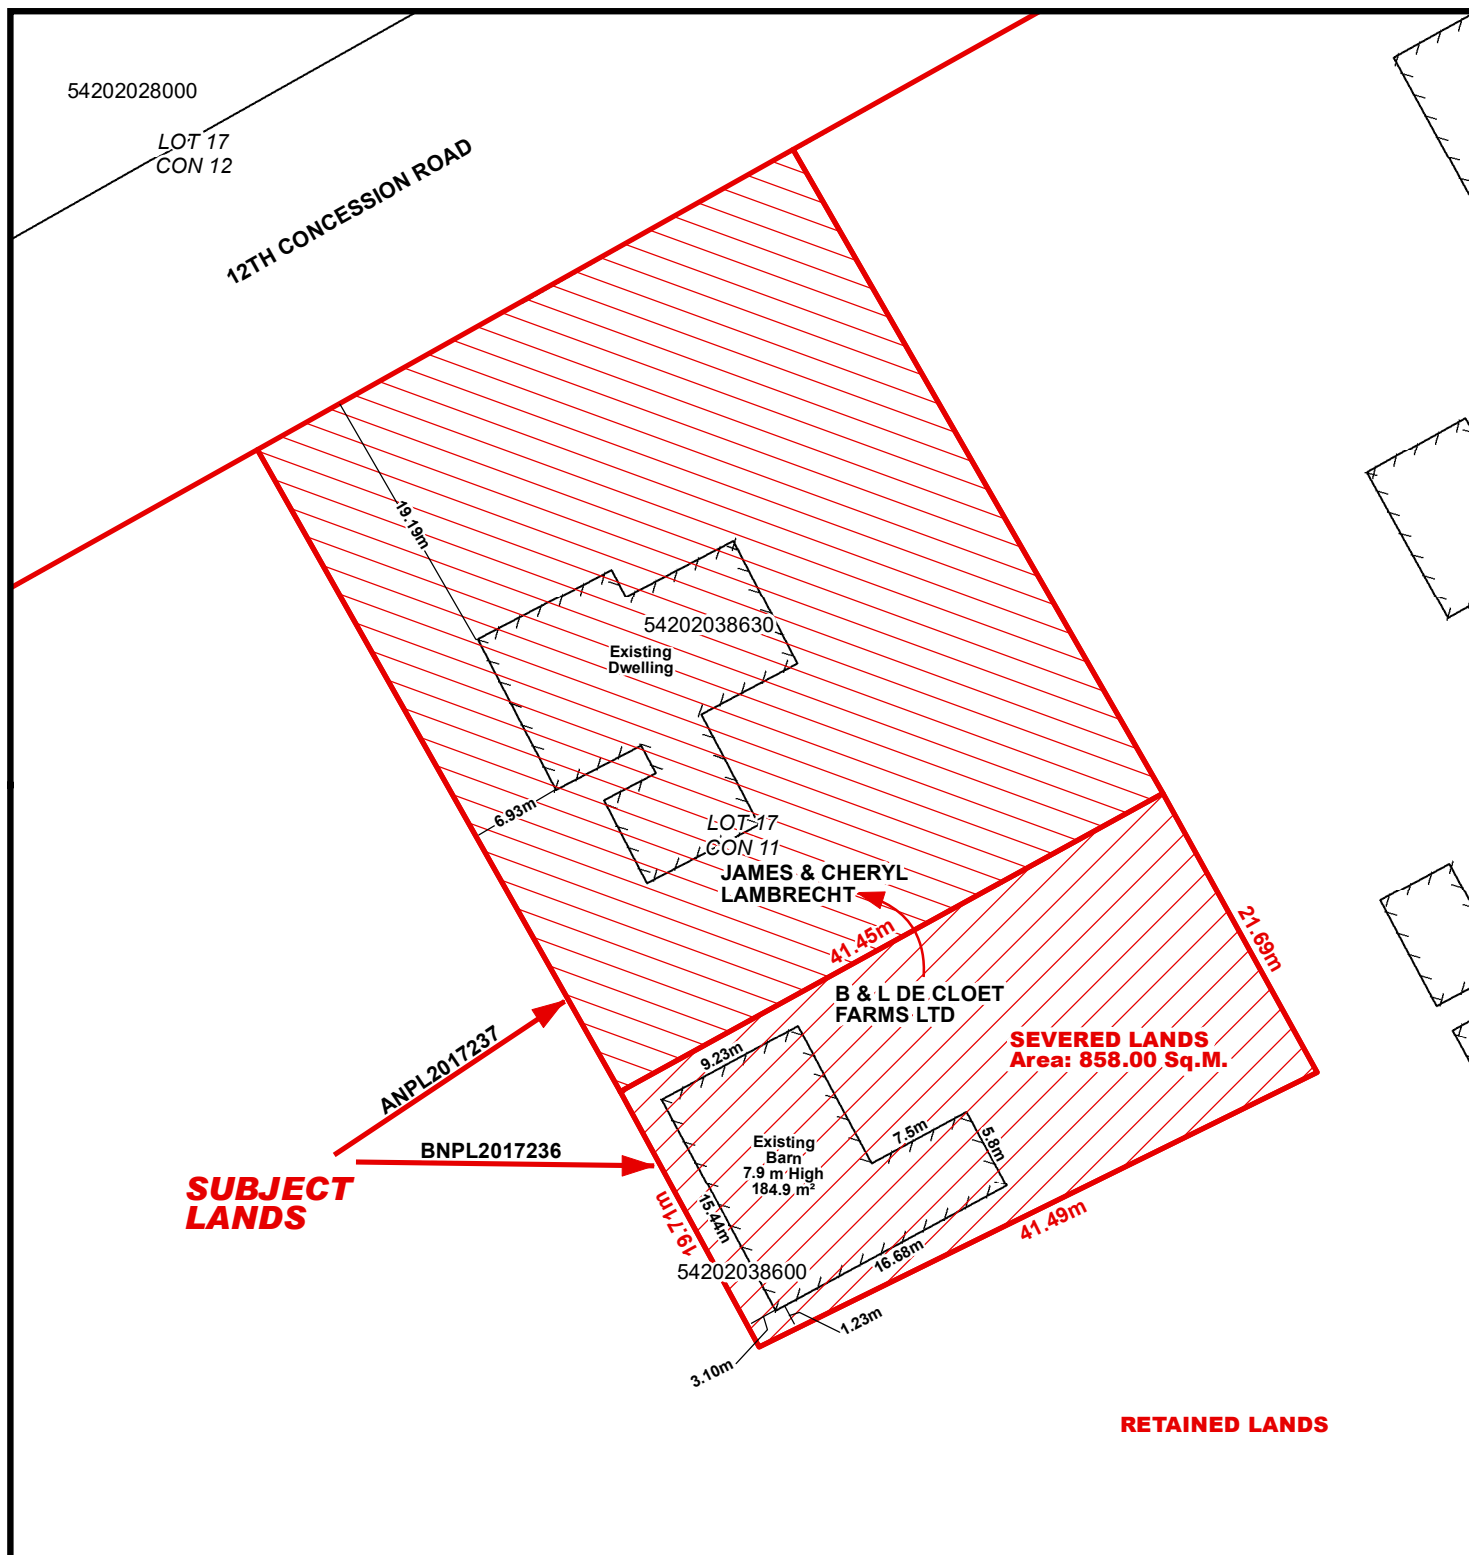 54202028000
LOT 17
CON 12
12TH CONCESSION ROAD
19.19m
54202038630
Existing
Dwelling
6.93m
LOT 17
CON 11
JAMES & CHERYL
LAMBRECHT
41.45m
21.69m
B & L DE CLOET
FARMS LTD
SEVERED LANDS
Area: 858.00 Sq.M.
ANPL2017237
9.23m
7.5m
5.8m
Existing
Barn
7.9 m High
184.9 m²
BNPL2017236
SUBJECT
LANDS
15.44m
19.71m
41.49m
16.68m
54202038600
1.23m
3.10m
RETAINED LANDS